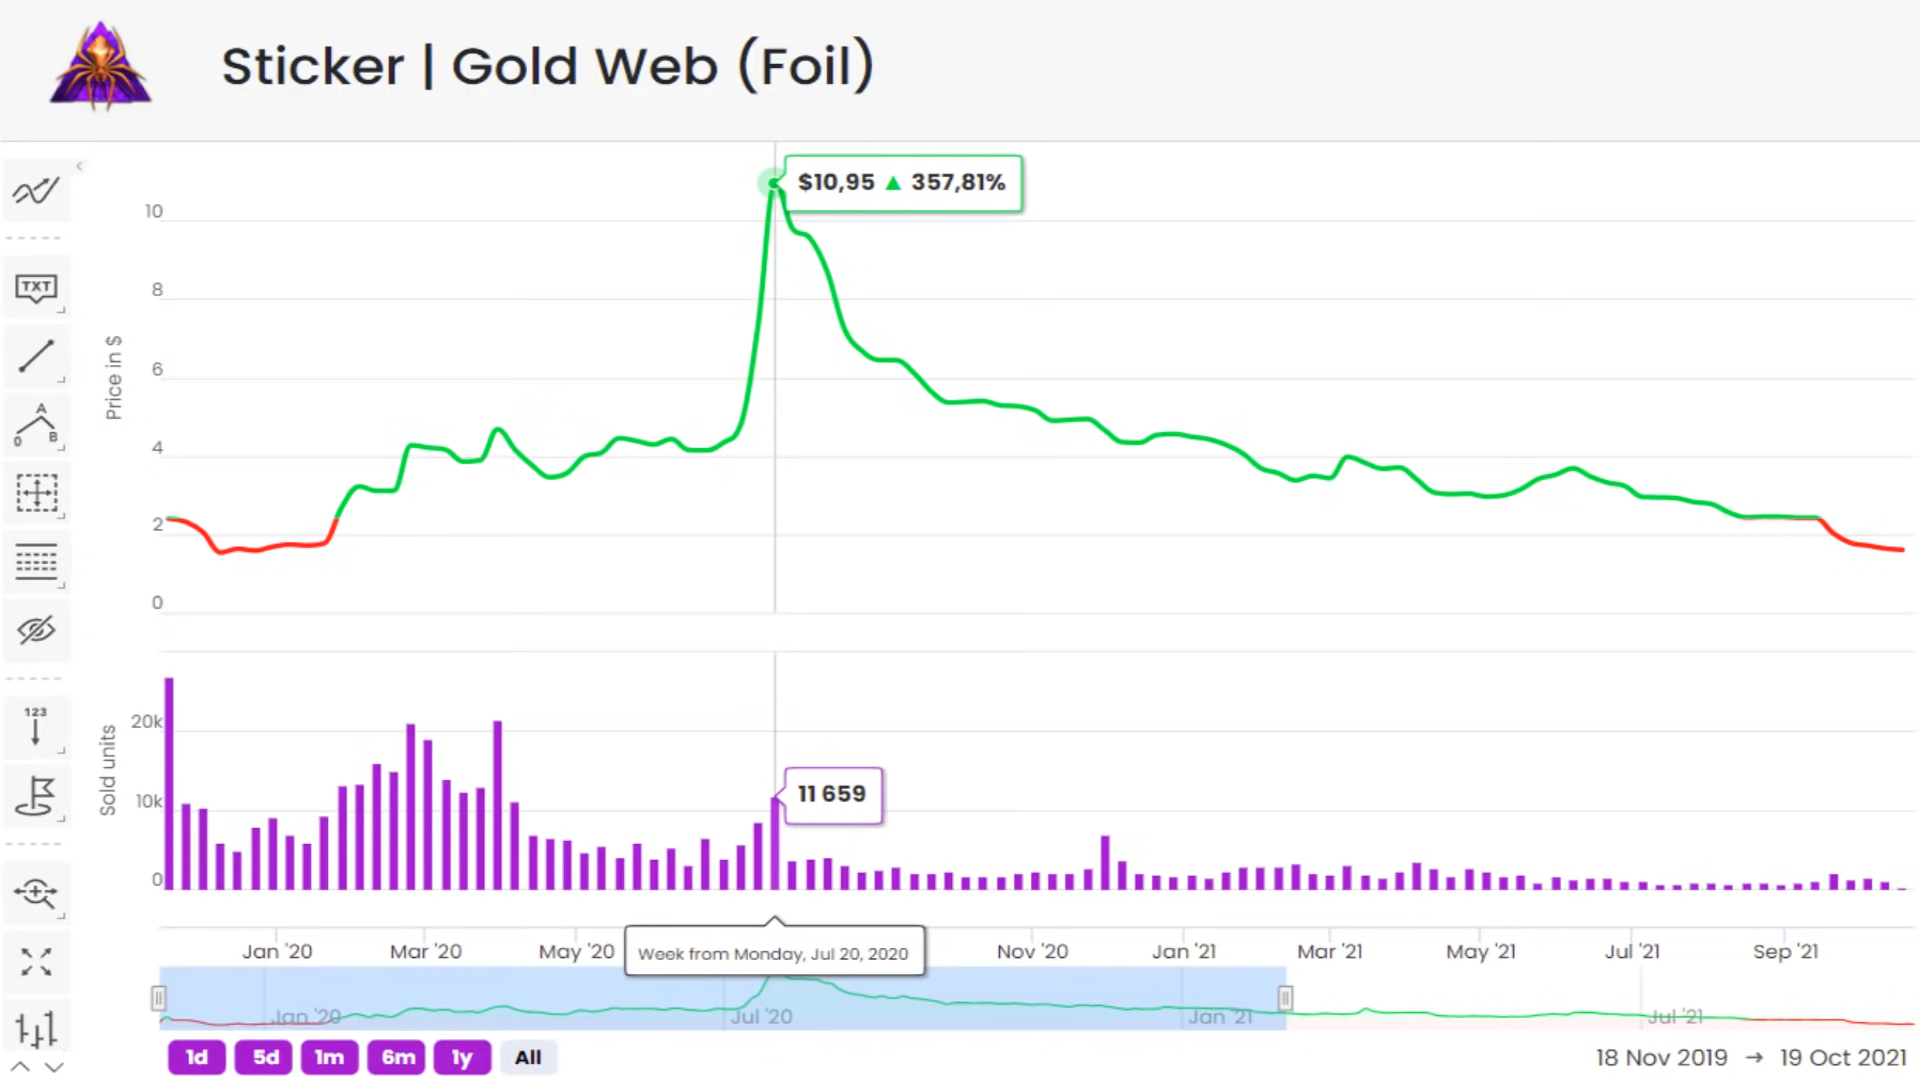 Sticker | Gold Web (Foil)
$10,95 ▲ 357,81%
10
8
6
4
2
0
Price in $
TXT
A
0 B
123
20k
10k
0
Sold units
11 659
Jan '20 Mar '20 May '20 Nov '20 Jan '21 Mar '21 May '21 Jul '21 Sep '21
Week from Monday, Jul 20, 2020
Jan '20 Jul '20 Jan '21 Jul '21
1d 5d 1m 6m 1y All
18 Nov 2019 → 19 Oct 2021